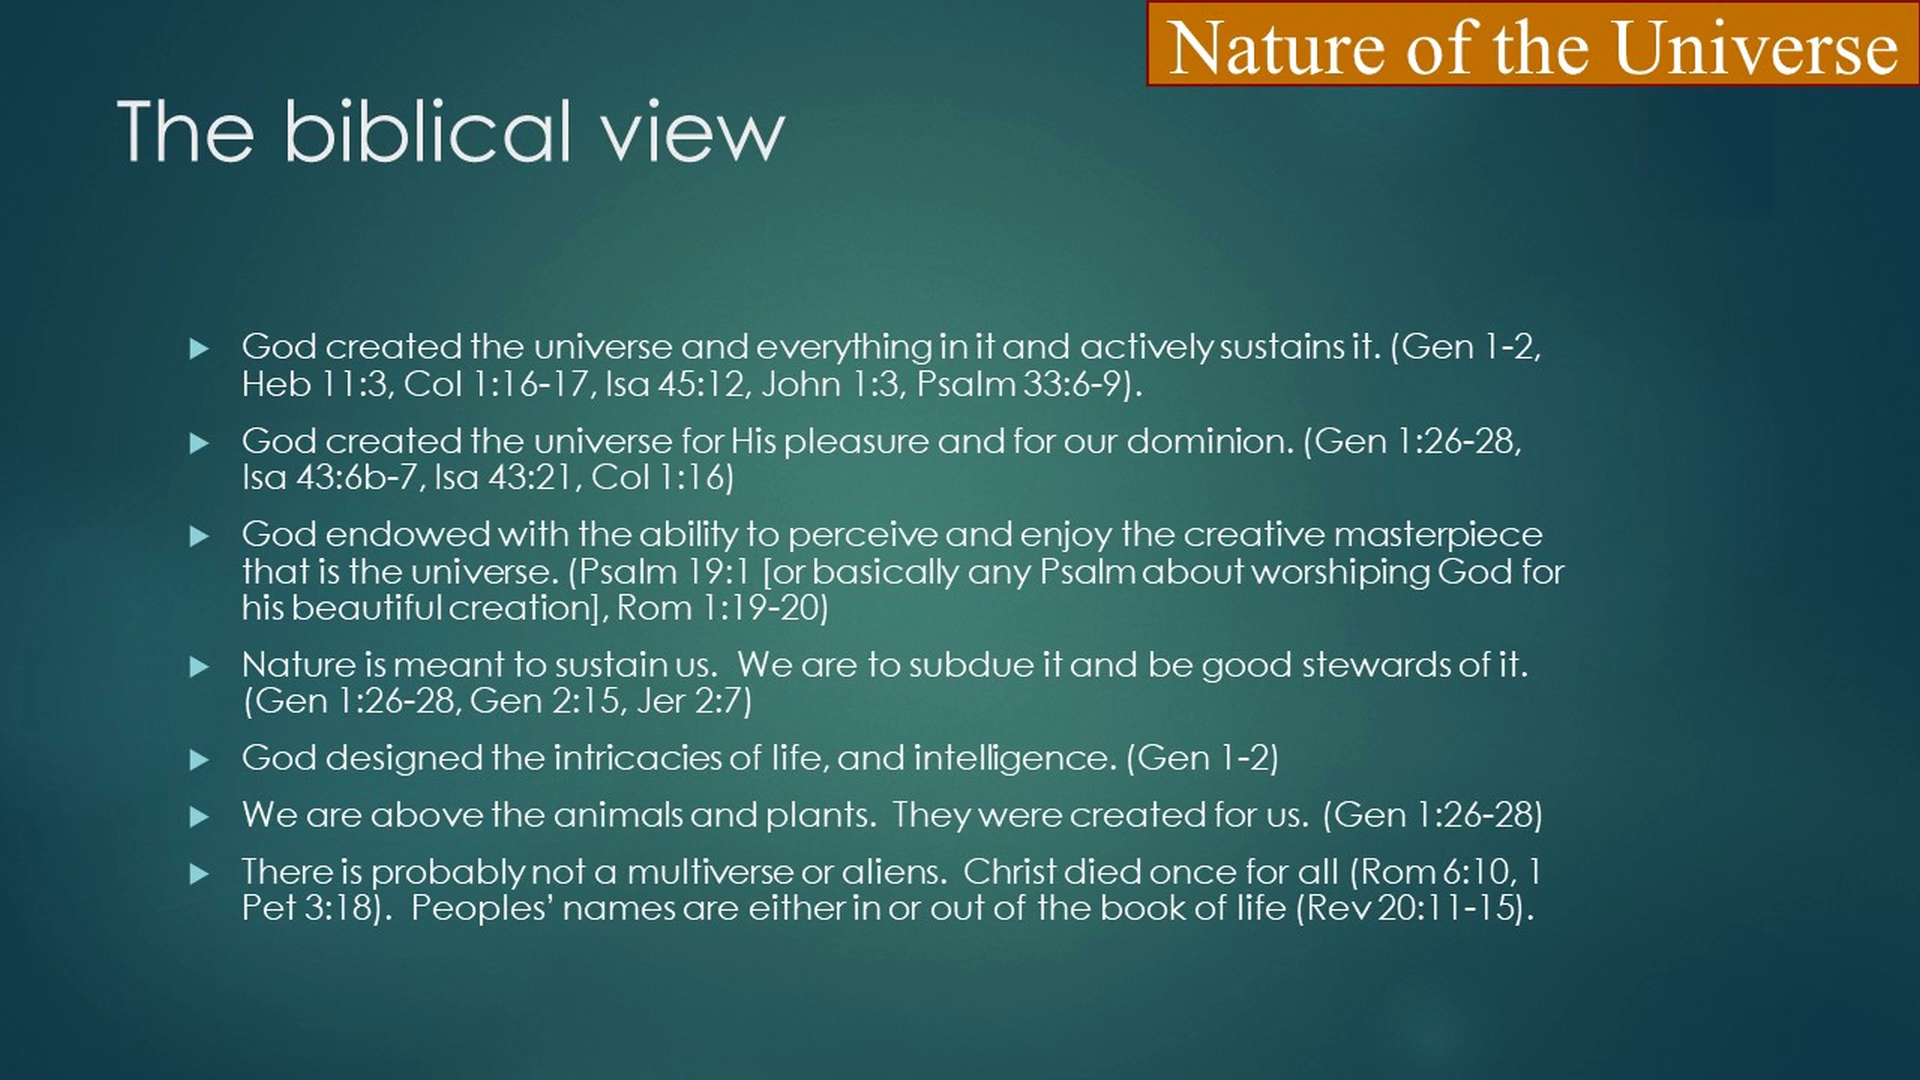 Nature of the Universe
The biblical view
God created the universe and everything in it and actively sustains it. (Gen 1-2,
Heb 11:3, Col 1:16-17, Isa 45:12, John 1:3, Psalm 33:6-9).
God created the universe for His pleasure and for our dominion. (Gen 1:26-28,
Isa 43:6b-7, Isa 43:21, Col 1:16)
God endowed with the ability to perceive and enjoy the creative masterpiece
that is the universe. (Psalm 19:1 [or basically any Psalm about worshiping God for
his beautiful creation], Rom 1:19-20)
Nature is meant to sustain us.  We are to subdue it and be good stewards of it.
(Gen 1:26-28, Gen 2:15, Jer 2:7)
God designed the intricacies of life, and intelligence. (Gen 1-2)
We are above the animals and plants.  They were created for us. (Gen 1:26-28)
There is probably not a multiverse or aliens.  Christ died once for all (Rom 6:10, 1
Pet 3:18).  Peoples’ names are either in or out of the book of life (Rev 20:11-15).